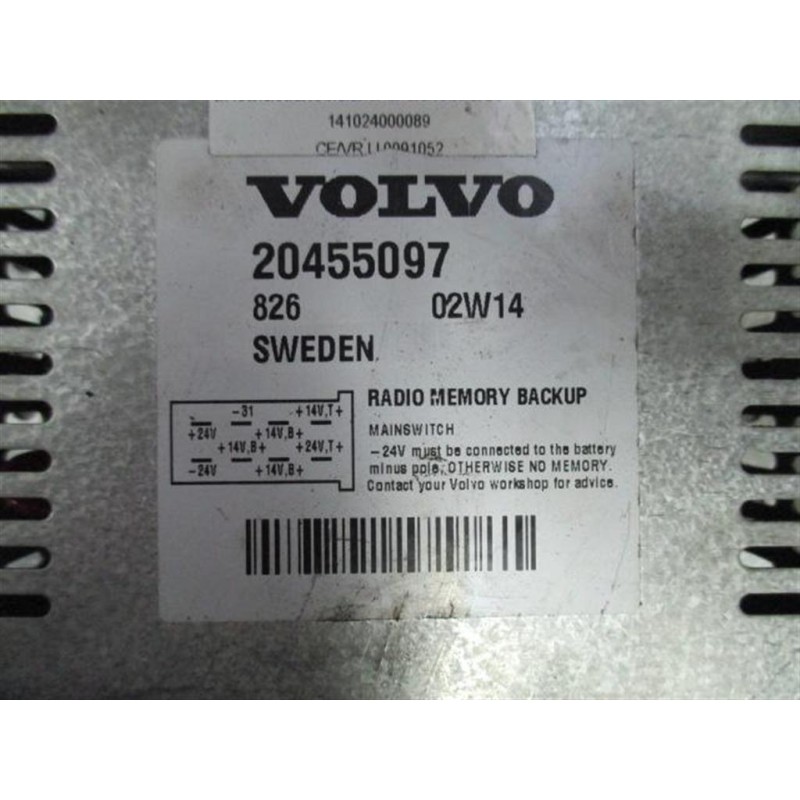 141024000089
VOLVO
20455097
826 02W14
SWEDEN
RADIO MEMORY BACKUP
MAINSWITCH
-24V must be connected to the battery
minus pole, OTHERWISE NO MEMORY.
Contact your Volvo workshop for advice.
-31 +14V,T+
+24V +14V,B+
+14V,B+ +24V,T+
-24V +14V,B+